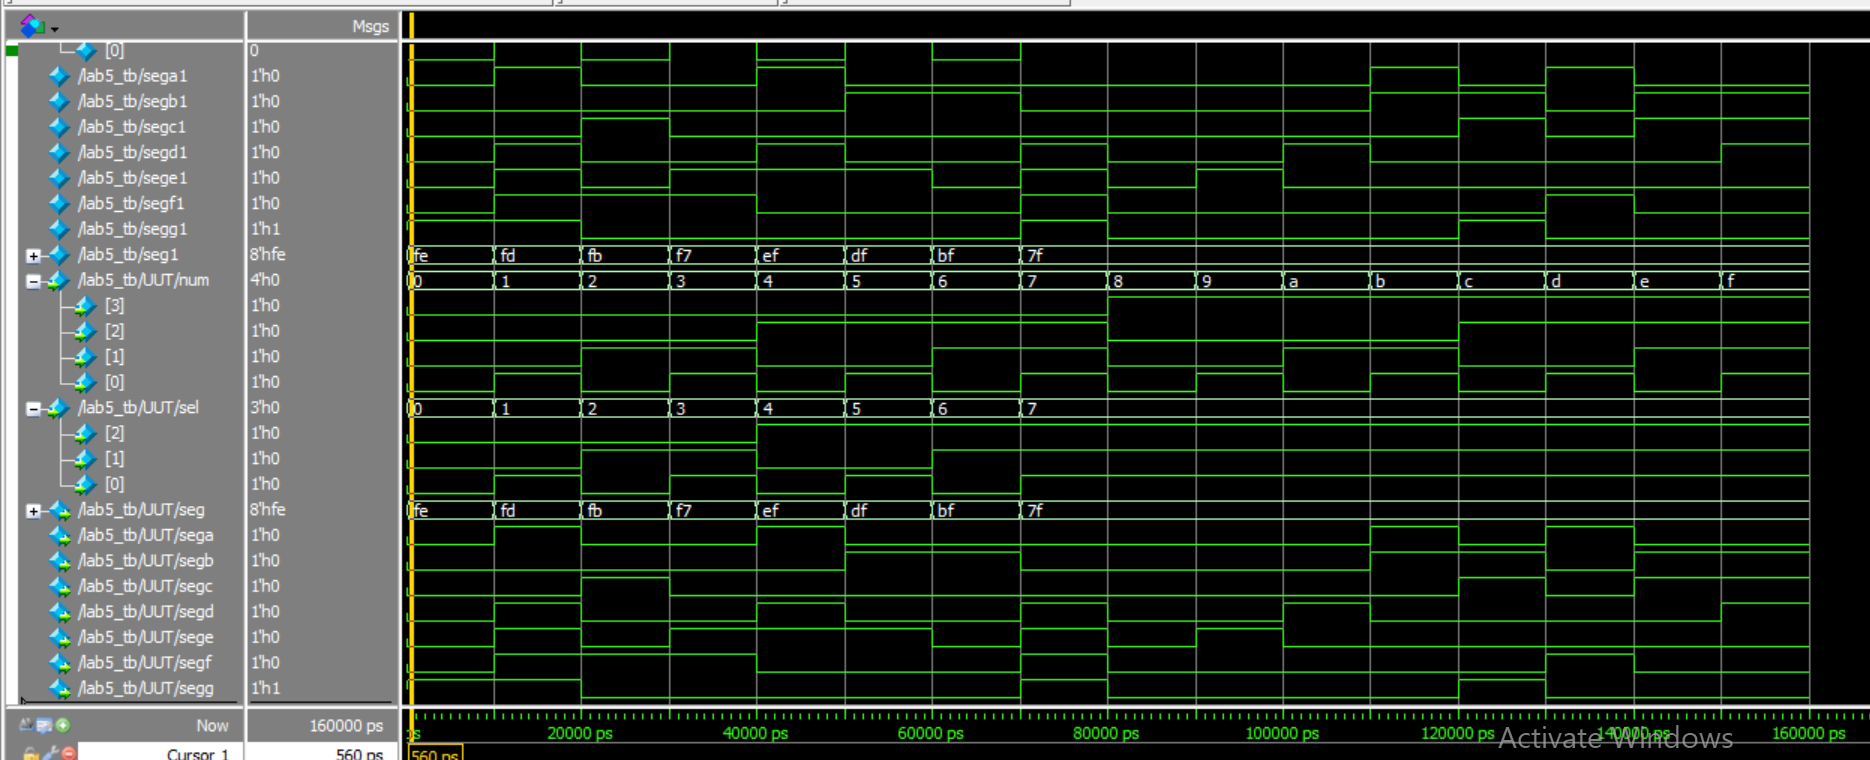 Msgs
[0] 0
/lab5_tb/sega1 1'h0
/lab5_tb/segb1 1'h0
/lab5_tb/segc1 1'h0
/lab5_tb/segd1 1'h0
/lab5_tb/sege1 1'h0
/lab5_tb/segf1 1'h0
/lab5_tb/segg1 1'h1
/lab5_tb/seg1 8'hfe fe fd fb f7 ef df bf 7f
/lab5_tb/UUT/num 4'h0 0 1 2 3 4 5 6 7 8 9 a b c d e f
[3] 1'h0
[2] 1'h0
[1] 1'h0
[0] 1'h0
/lab5_tb/UUT/sel 3'h0 0 1 2 3 4 5 6 7
[2] 1'h0
[1] 1'h0
[0] 1'h0
/lab5_tb/UUT/seg 8'hfe fe fd fb f7 ef df bf 7f
/lab5_tb/UUT/sega 1'h0
/lab5_tb/UUT/segb 1'h0
/lab5_tb/UUT/segc 1'h0
/lab5_tb/UUT/segd 1'h0
/lab5_tb/UUT/sege 1'h0
/lab5_tb/UUT/segf 1'h0
/lab5_tb/UUT/segg 1'h1
Now 160000 ps 20000 ps 40000 ps 60000 ps 80000 ps 100000 ps 120000 ps 140000 ps 160000 ps
Activate Windows
Cursor 1 560 ps 560 ps